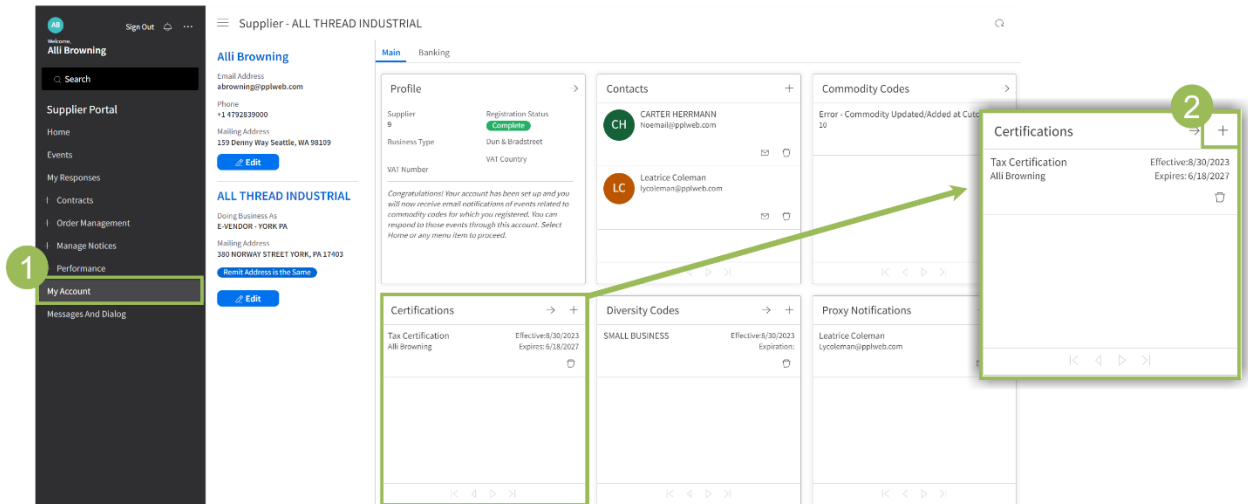 AB
Sign Out
Welcome,
Alli Browning
Search
Supplier Portal
Home
Events
My Responses
Contracts
Order Management
Manage Notices
1
Performance
My Account
Messages And Dialog
Supplier - ALL THREAD INDUSTRIAL
Alli Browning
Email Address
abrowning@pplweb.com
Phone
+1 4792839000
Mailing Address
159 Denny Way Seattle, WA 98109
Edit
ALL THREAD INDUSTRIAL
Doing Business As
E-VENDOR - YORK PA
Mailing Address
380 NORWAY STREET YORK, PA 17403
Remit Address is the Same
Edit
Main Banking
Profile
Supplier
9
Registration Status
Complete
Business Type
Dun & Bradstreet
VAT Country
VAT Number
Congratulations! Your account has been set up and you
will now receive email notifications of events related to
commodity codes for which you registered. You can
respond to those events through this account. Select
Home or any menu item to proceed.
Contacts
CH
CARTER HERRMANN
Noemail@pplweb.com
LC
Leatrice Coleman
lycoleman@pplweb.com
Commodity Codes
Error - Commodity Updated/Added at Cutc
10
Certifications
Tax Certification Effective:8/30/2023
Alli Browning Expires: 6/18/2027
Diversity Codes
SMALL BUSINESS Effective:8/30/2023
Expiration:
Proxy Notifications
Leatrice Coleman
Lycoleman@pplweb.com
2
Certifications
Tax Certification Effective:8/30/2023
Alli Browning Expires: 6/18/2027